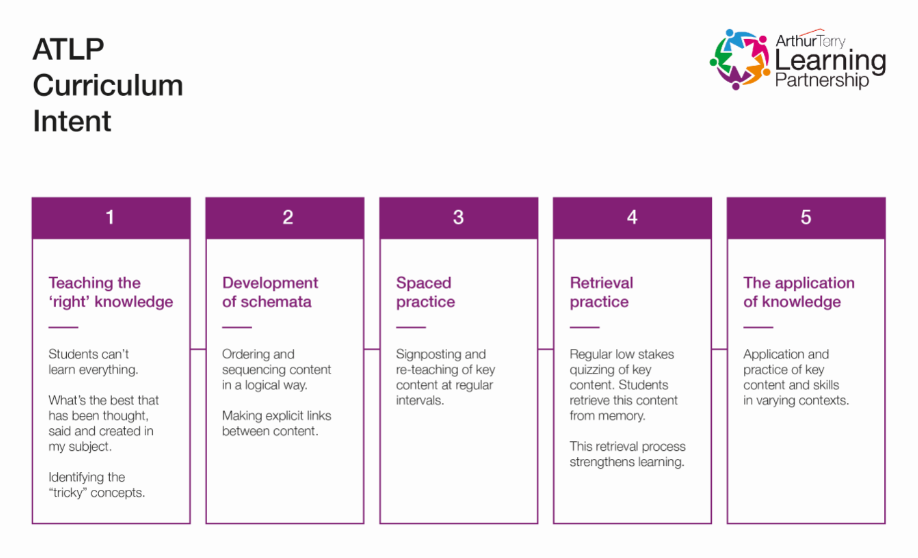 ATLP
Curriculum
Intent
ArthurTerry
Learning
Partnership
1
Teaching the
‘right’ knowledge
Students can’t
learn everything.
What’s the best that
has been thought,
said and created in
my subject.
Identifying the
“tricky” concepts.
2
Development
of schemata
Ordering and
sequencing content
in a logical way.
Making explicit links
between content.
3
Spaced
practice
Signposting and
re-teaching of key
content at regular
intervals.
4
Retrieval
practice
Regular low stakes
quizzing of key
content. Students
retrieve this content
from memory.
This retrieval process
strengthens learning.
5
The application
of knowledge
Application and
practice of key
content and skills
in varying contexts.